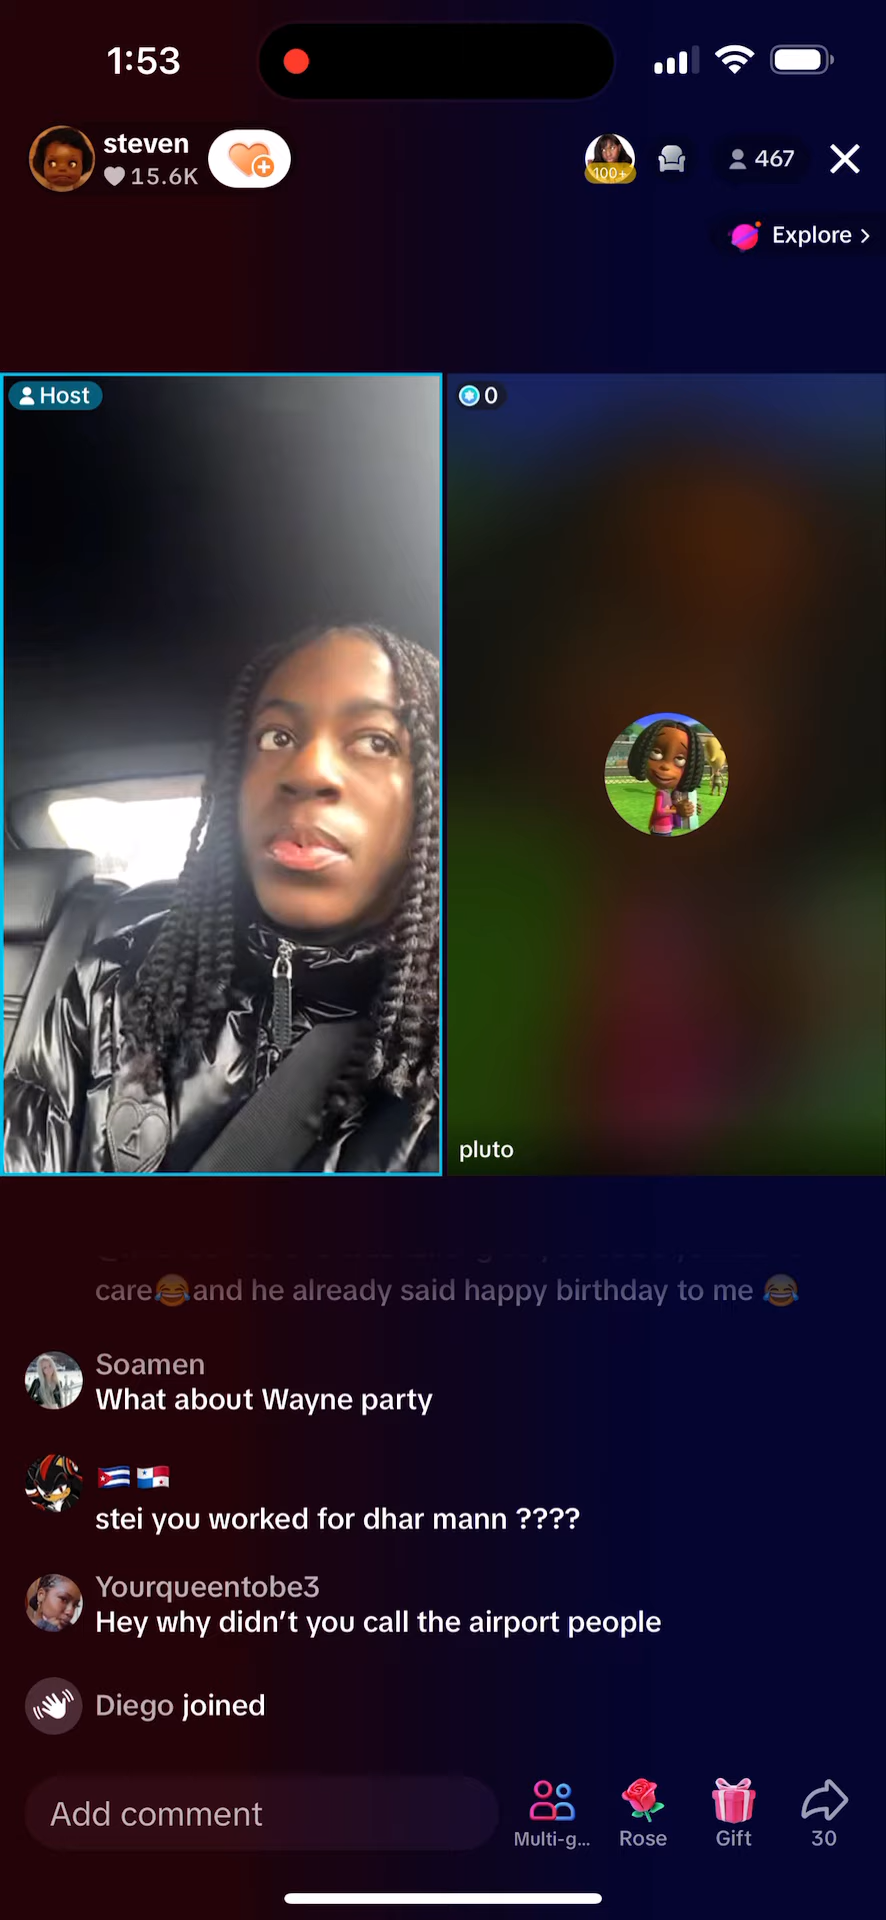 1:53
steven
15.6K
100+
467
Explore >
Host
0
pluto
care😂and he already said happy birthday to me 😂
Soamen
What about Wayne party
🇨🇺🇵🇦
stei you worked for dhar mann ????
Yourqueentobe3
Hey why didn't you call the airport people
Diego joined
Add comment
Multi-g...
Rose
Gift
30